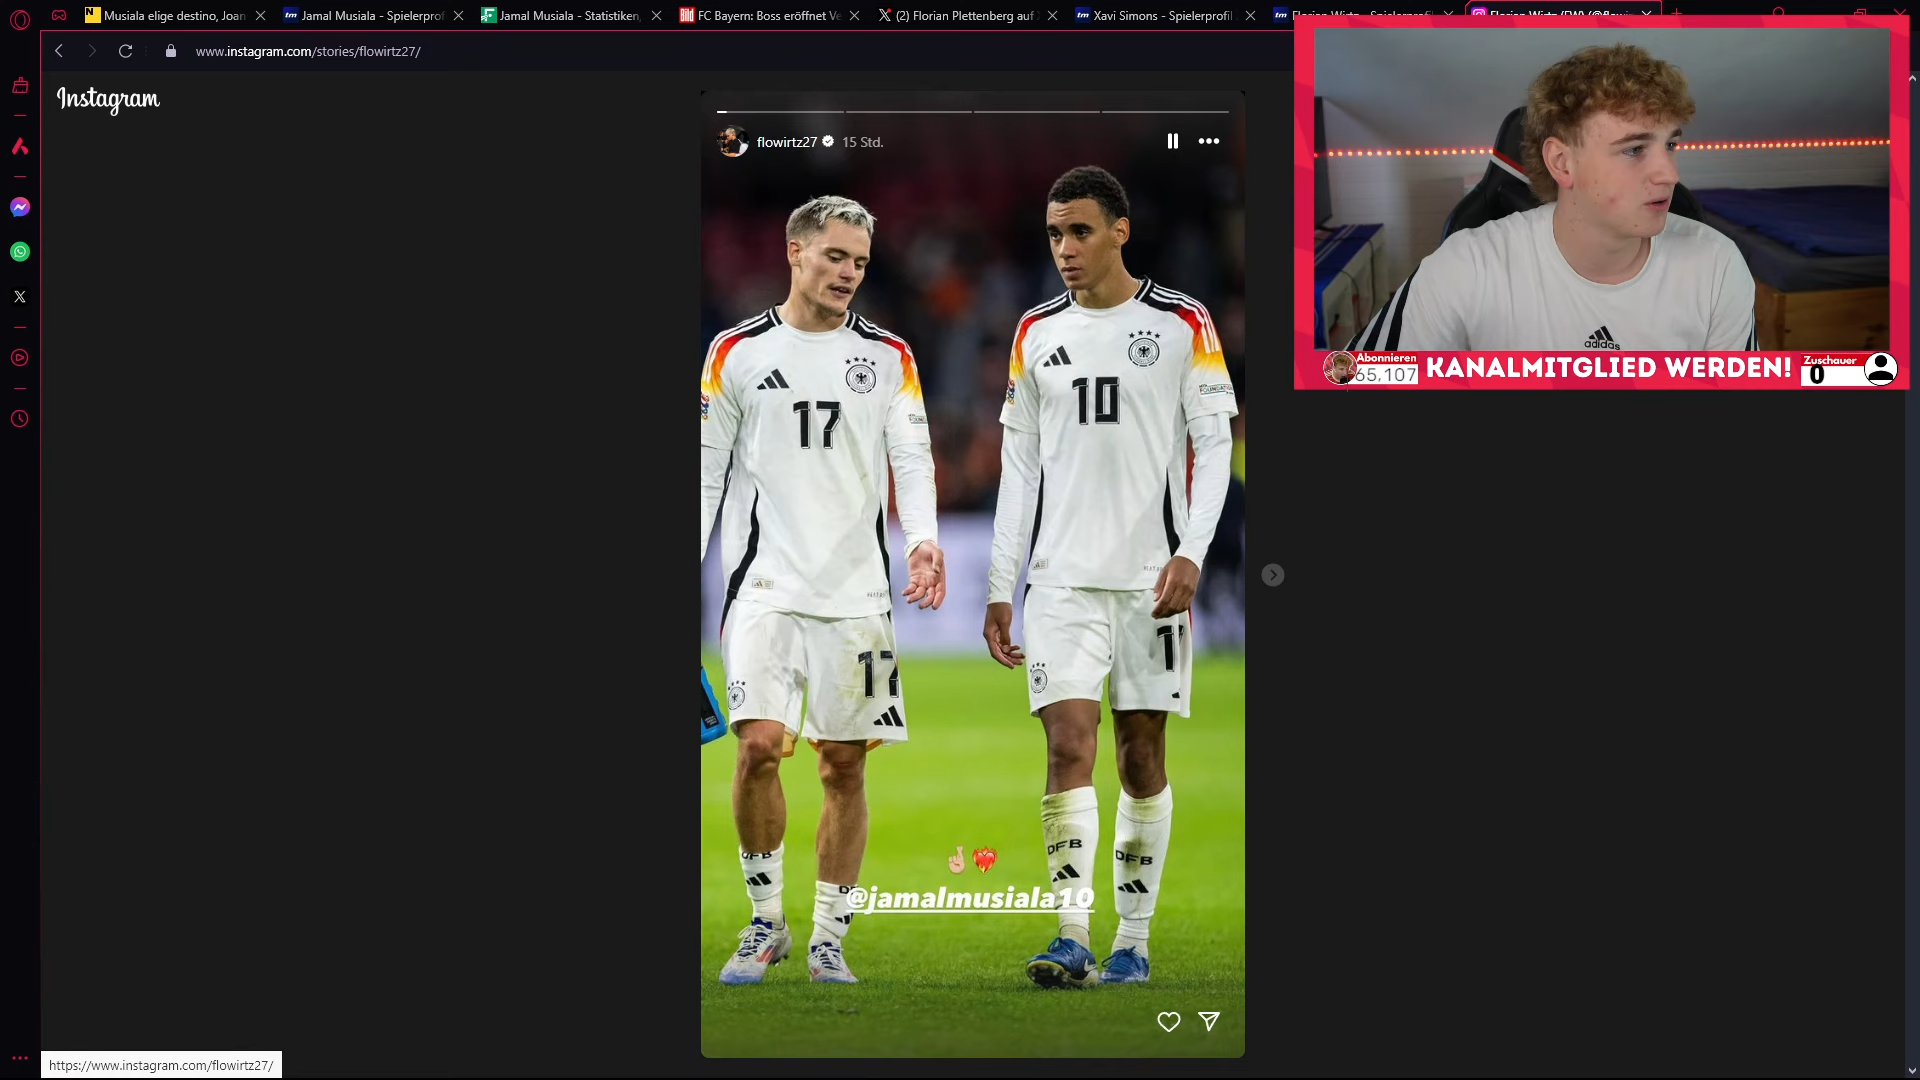 Musiala elige destino, Joan
Jamal Musiala - Spielerprof
Jamal Musiala - Statistiken,
FC Bayern: Boss eröffnet Ve
(2) Florian Plettenberg auf
Xavi Simons - Spielerprofil
www.instagram.com/stories/flowirtz27/
Instagram
flowirtz27 15 Std.
17
10
17
1
DFB
DFB
DFB
@jamalmusiala10
adidas
Abonnieren
65,107
KANALMITGLIED WERDEN!
Zuschauer
0
https://www.instagram.com/flowirtz27/